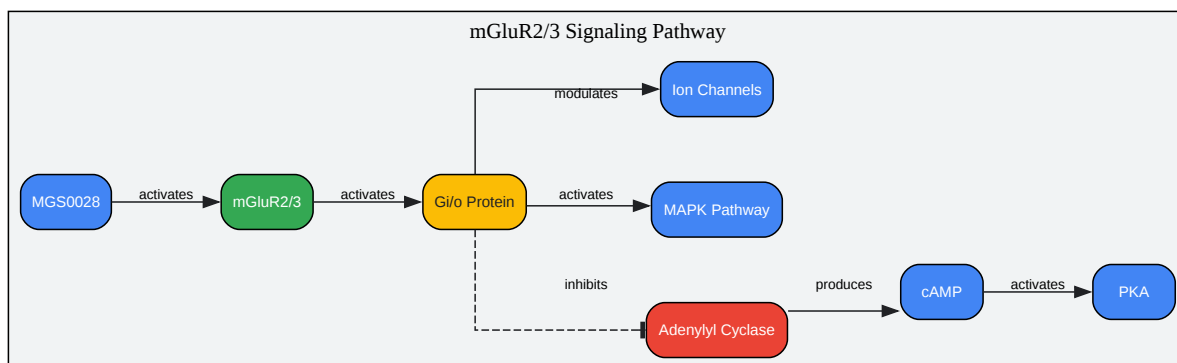 mGluR2/3 Signaling Pathway
modulates
Ion Channels
MGS0028
activates
mGluR2/3
activates
Gi/o Protein
activates
MAPK Pathway
inhibits
Adenylyl Cyclase
produces
cAMP
activates
PKA